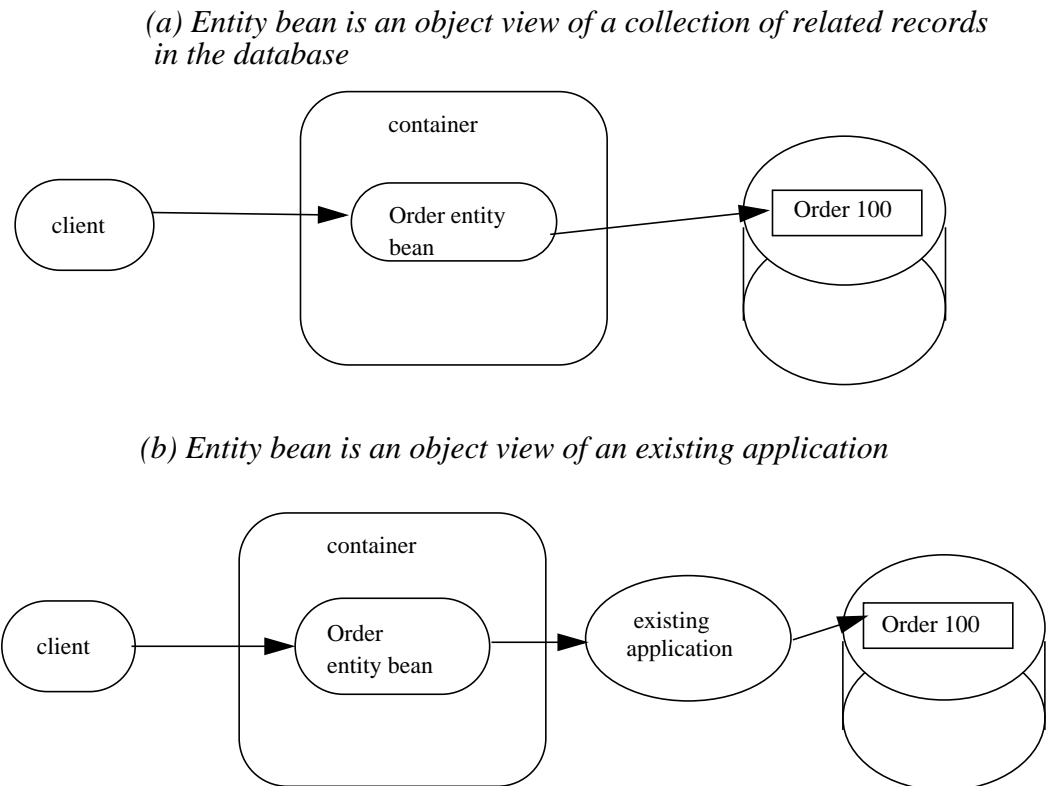 (a) Entity bean is an object view of a collection of related records
in the database
container
client
Order entity
bean
Order 100
(b) Entity bean is an object view of an existing application
container
client
Order
entity bean
existing
application
Order 100